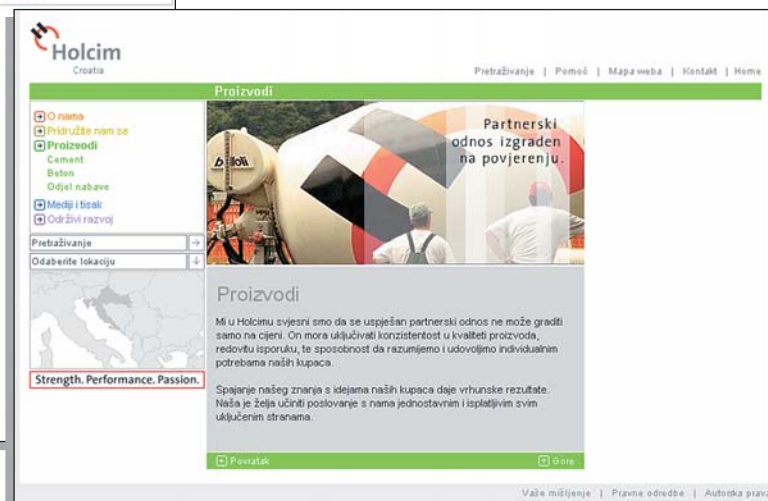 Holcim
Croatia
Pretraživanje | Pomoć | Mapa weba | Kontakt | Home
Proizvodi
O nama
Pridružite nam se
Proizvodi
Cement
Beton
Odjel nabave
Mediji i tisak
Održivi razvoj
Pretraživanje
Odaberite lokaciju
Strength. Performance. Passion.
Partnerski
odnos izgrađen
na povjerenju.
Proizvodi
Mi u Holcimu svjesni smo da se uspješan partnerski odnos ne može graditi
samo na cijeni. On mora uključivati konzistentost u kvaliteti proizvoda,
redovitu isporuku, te sposobnost da razumijemo i udovoljimo individualnim
potrebama naših kupaca.
Spajanje našeg znanja s idejama naših kupaca daje vrhunske rezultate.
Naša je želja učiniti poslovanje s nama jednostavnim i isplatljivim svim
uključenim stranama.
Povratak
Gore
Vaše mišljenje | Pravne odredbe | Autorska prava